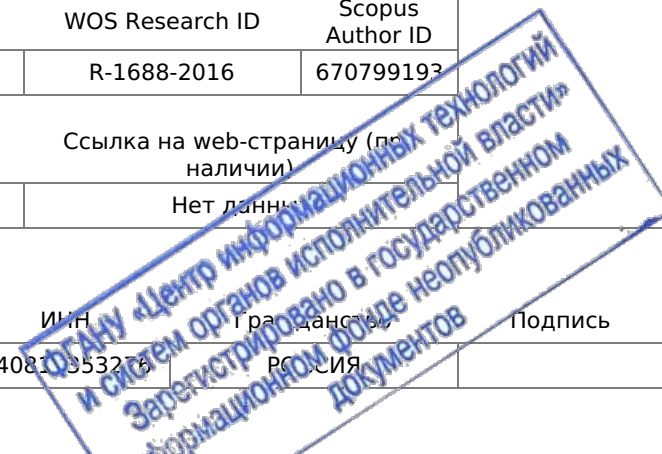 WOS Research ID
Scopus
Author ID
R-1688-2016
670799193
Ссылка на web-страницу (при
наличии)
Нет данных
ИНН
Гражданство
Подпись
РОССИЯ
ФГАНУ «Центр информационных технологий
и систем органов исполнительной власти»
Зарегистрировано в государственном
фонде неопубликованных
документов